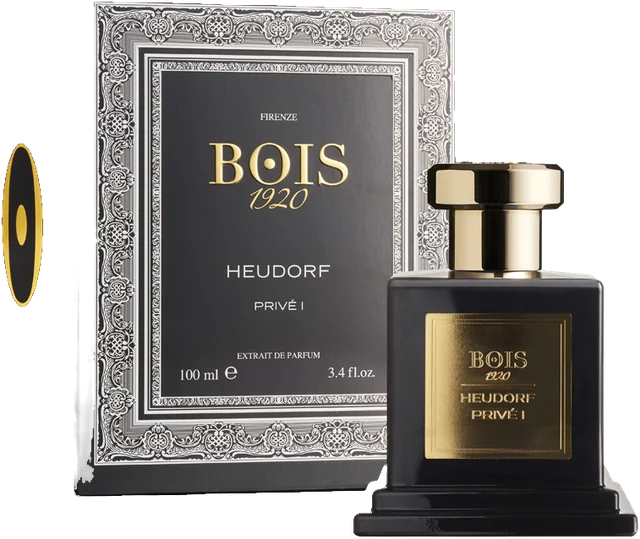 FIRENZE
BOIS
1920
HEUDORF
PRIVÉ I
EXTRAIT DE PARFUM
100 ml ℮ 3.4 fl.oz.
BOIS
1920
HEUDORF
PRIVÉ I